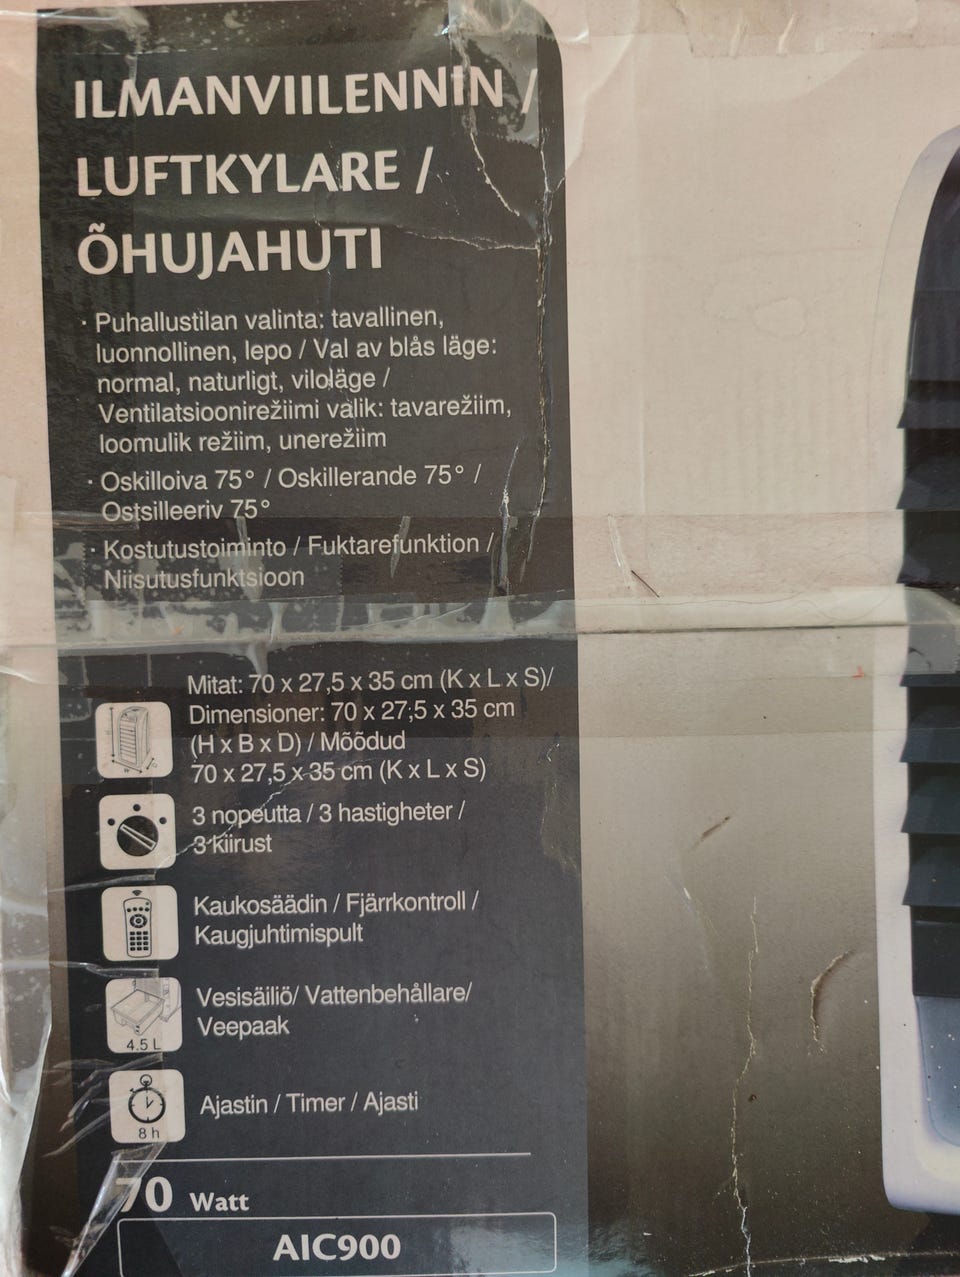 ILMANVIILENNIN /
LUFTKYLARE /
ÕHUJAHUTI
· Puhallustilan valinta: tavallinen,
luonnollinen, lepo / Val av blås läge:
normal, naturligt, viloläge /
Ventilatsioonirežiimi valik: tavarežiim,
loomulik režiim, unerežiim
· Oskilloiva 75° / Oskillerande 75° /
Ostsilleeriv 75°
· Kostutustoiminto / Fuktarefunktion /
Niisutusfunktsioon
Mitat: 70 x 27,5 x 35 cm (K x L x S)/
Dimensioner: 70 x 27,5 x 35 cm
(H x B x D) / Mõõdud
70 x 27,5 x 35 cm (K x L x S)
3 nopeutta / 3 hastigheter /
3 kiirust
Kaukosäädin / Fjärrkontroll /
Kaugjuhtimispult
Vesisäiliö/ Vattenbehållare/
Veepaak
4.5 L
Ajastin / Timer / Ajasti
8 h
70 Watt
AIC900